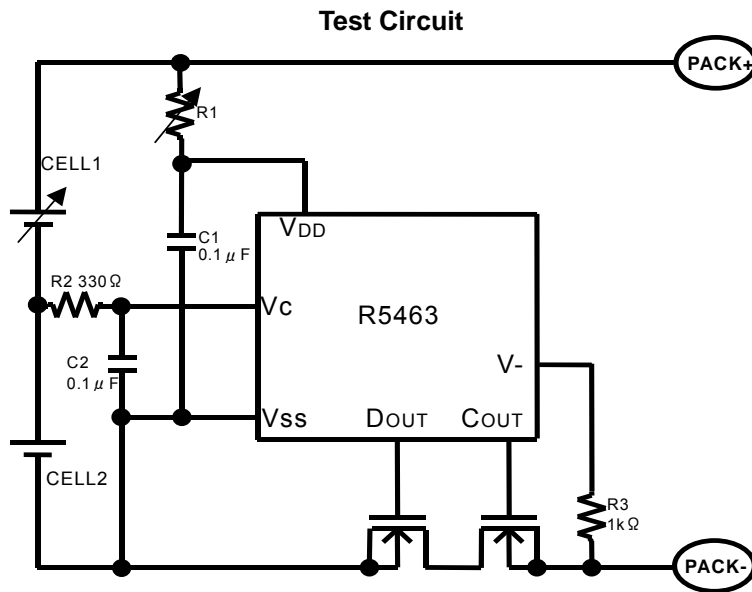 Test Circuit
PACK+
R1
CELL1
VDD
C1
0.1μF
R2 330Ω
Vc
R5463
C2
0.1μF
V-
Vss
DOUT
COUT
CELL2
R3
1kΩ
PACK-